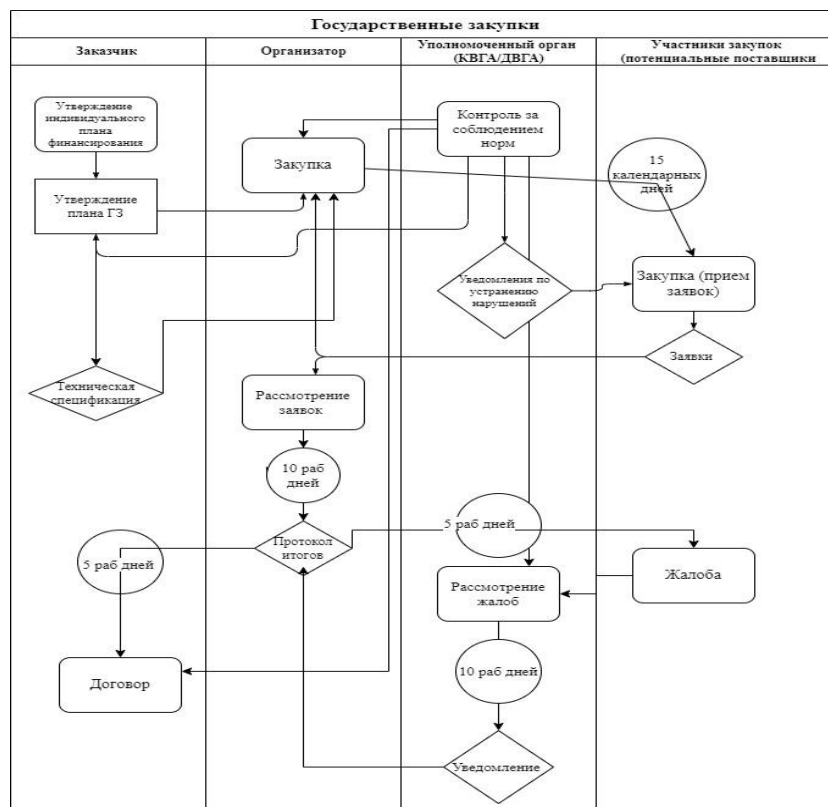 Государственные закупки
Заказчик
Организатор
Уполномоченный орган
(КВГА/ДВГА)
Участники закупок
(потенциальные поставщики
Утверждение
индивидуального
плана
финансирования
Утверждение
плана ГЗ
Техническая
спецификация
5 раб дней
Договор
Закупка
Рассмотрение
заявок
10 раб
дней
Протокол
итогов
Контроль за
соблюдением
норм
Уведомления по
устранению
нарушений
5 раб дней
Рассмотрение
жалоб
10 раб дней
Уведомление
15
календарных
дней
Закупка (прием
заявок)
Заявки
Жалоба